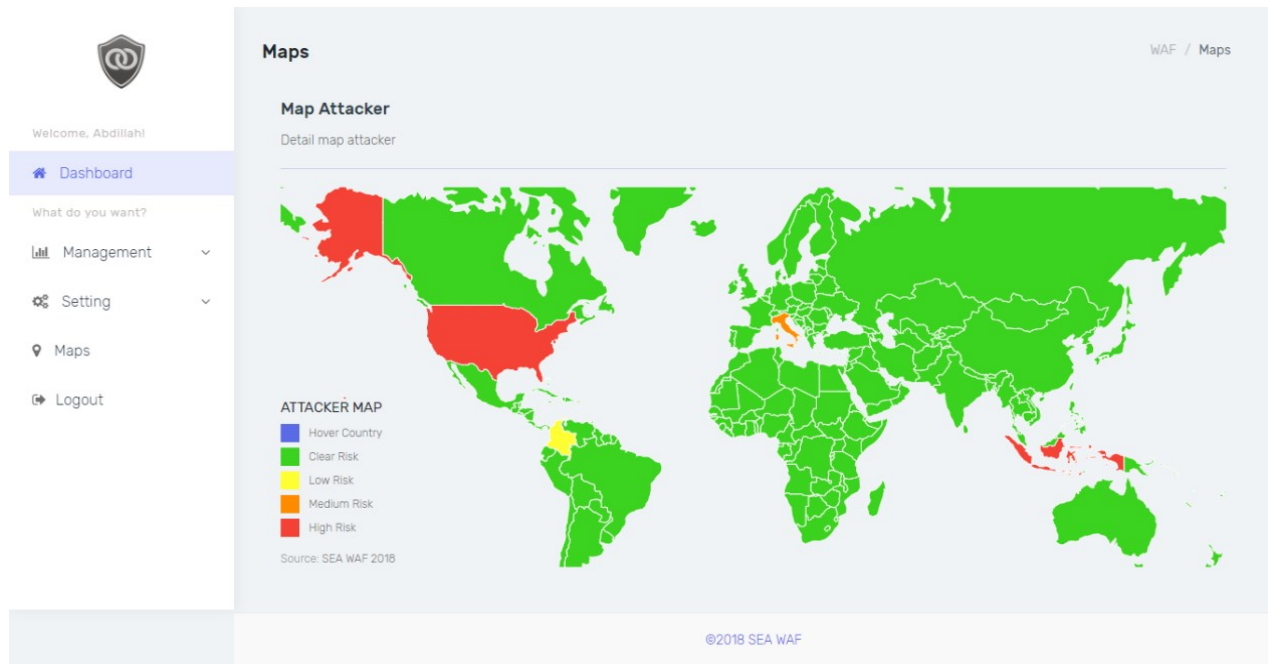 Welcome, Abdillah!
Dashboard
What do you want?
Management
Setting
Maps
Logout
Maps
WAF / Maps
Map Attacker
Detail map attacker
ATTACKER MAP
Hover Country
Clear Risk
Low Risk
Medium Risk
High Risk
Source: SEA WAF 2018
©2018 SEA WAF